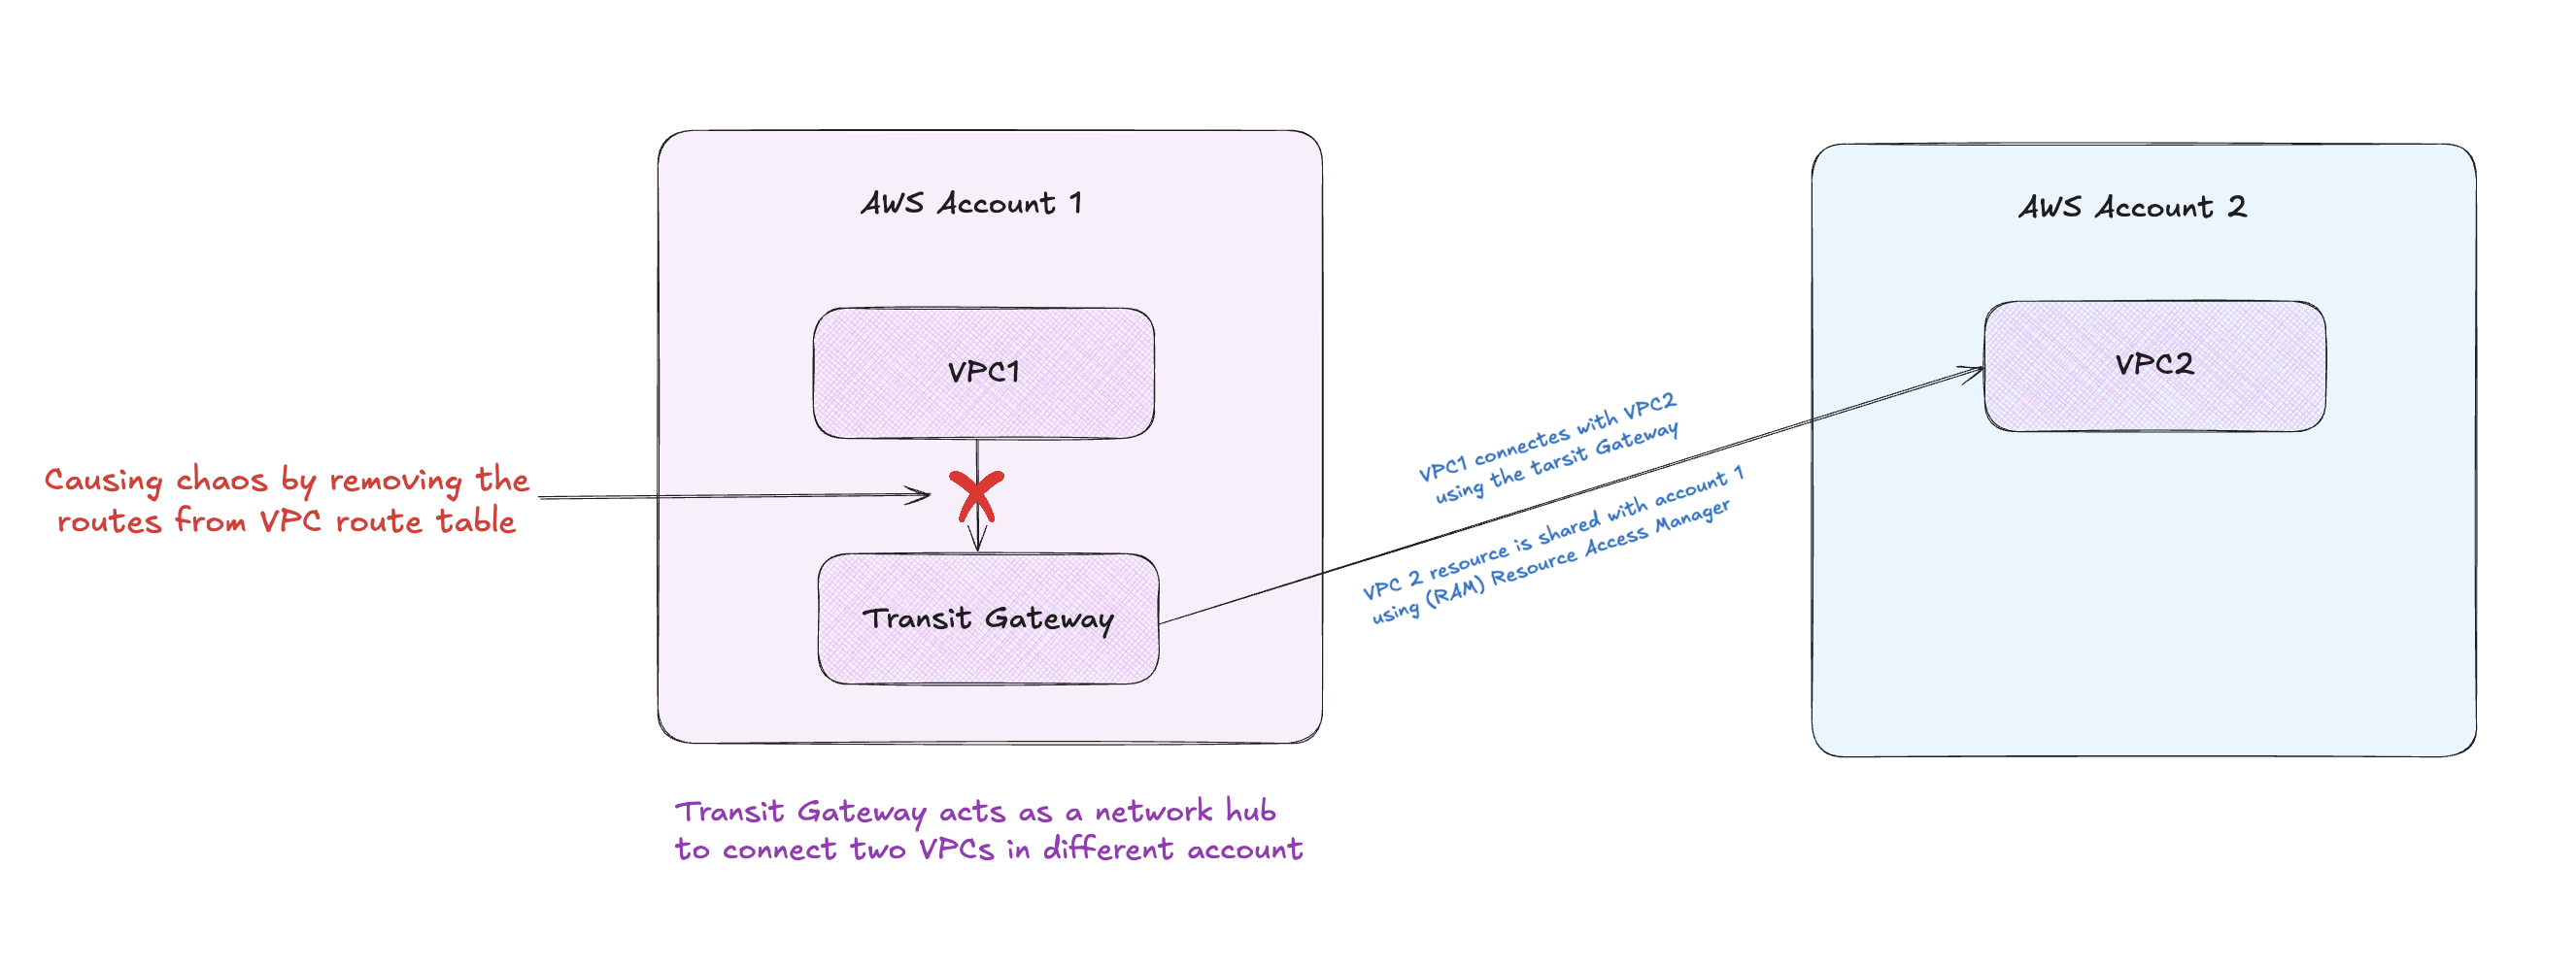 AWS Account 1
AWS Account 2
VPC1
VPC2
VPC1 connectes with VPC2
using the tarsit Gateway
Causing chaos by removing the
routes from VPC route table
VPC 2 resource is shared with account 1
using (RAM) Resource Access Manager
Transit Gateway
Transit Gateway acts as a network hub
to connect two VPCs in different account